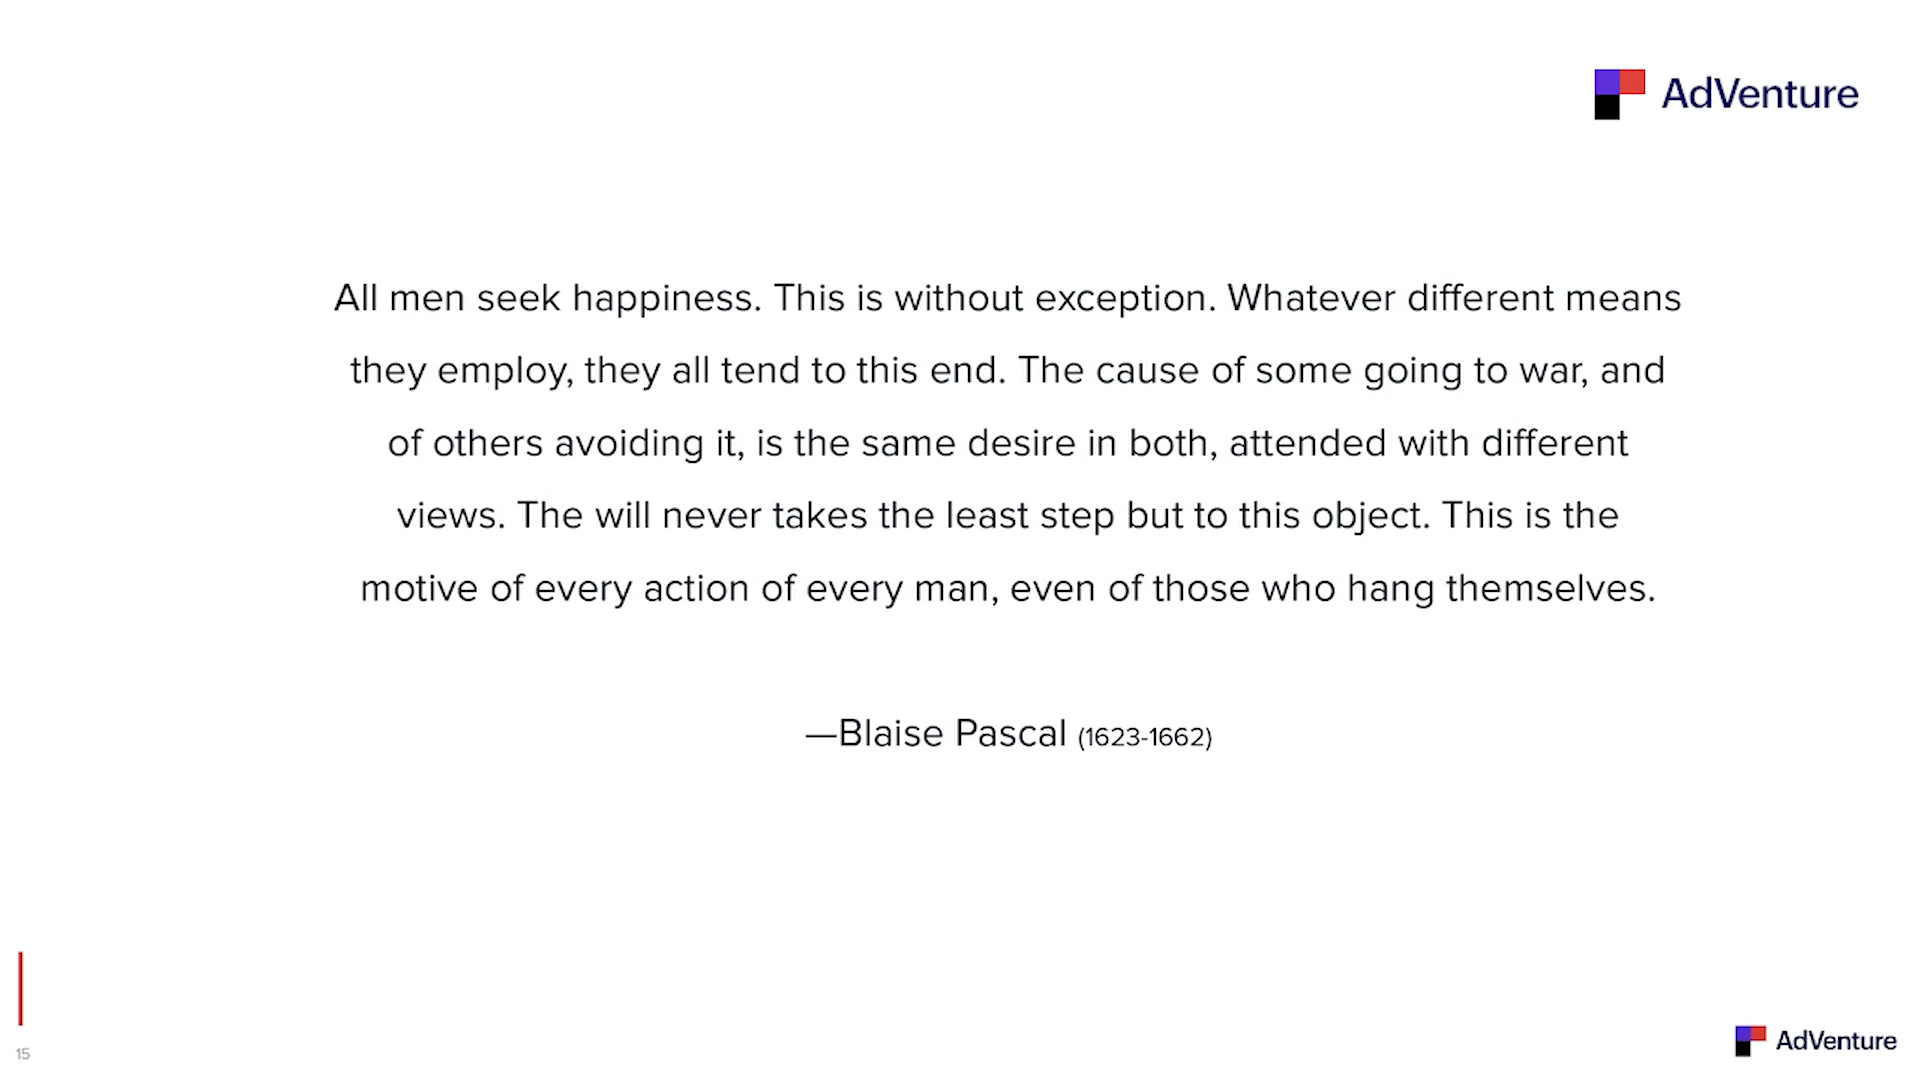 AdVenture
All men seek happiness. This is without exception. Whatever different means
they employ, they all tend to this end. The cause of some going to war, and
of others avoiding it, is the same desire in both, attended with different
views. The will never takes the least step but to this object. This is the
motive of every action of every man, even of those who hang themselves.
—Blaise Pascal (1623-1662)
15
AdVenture